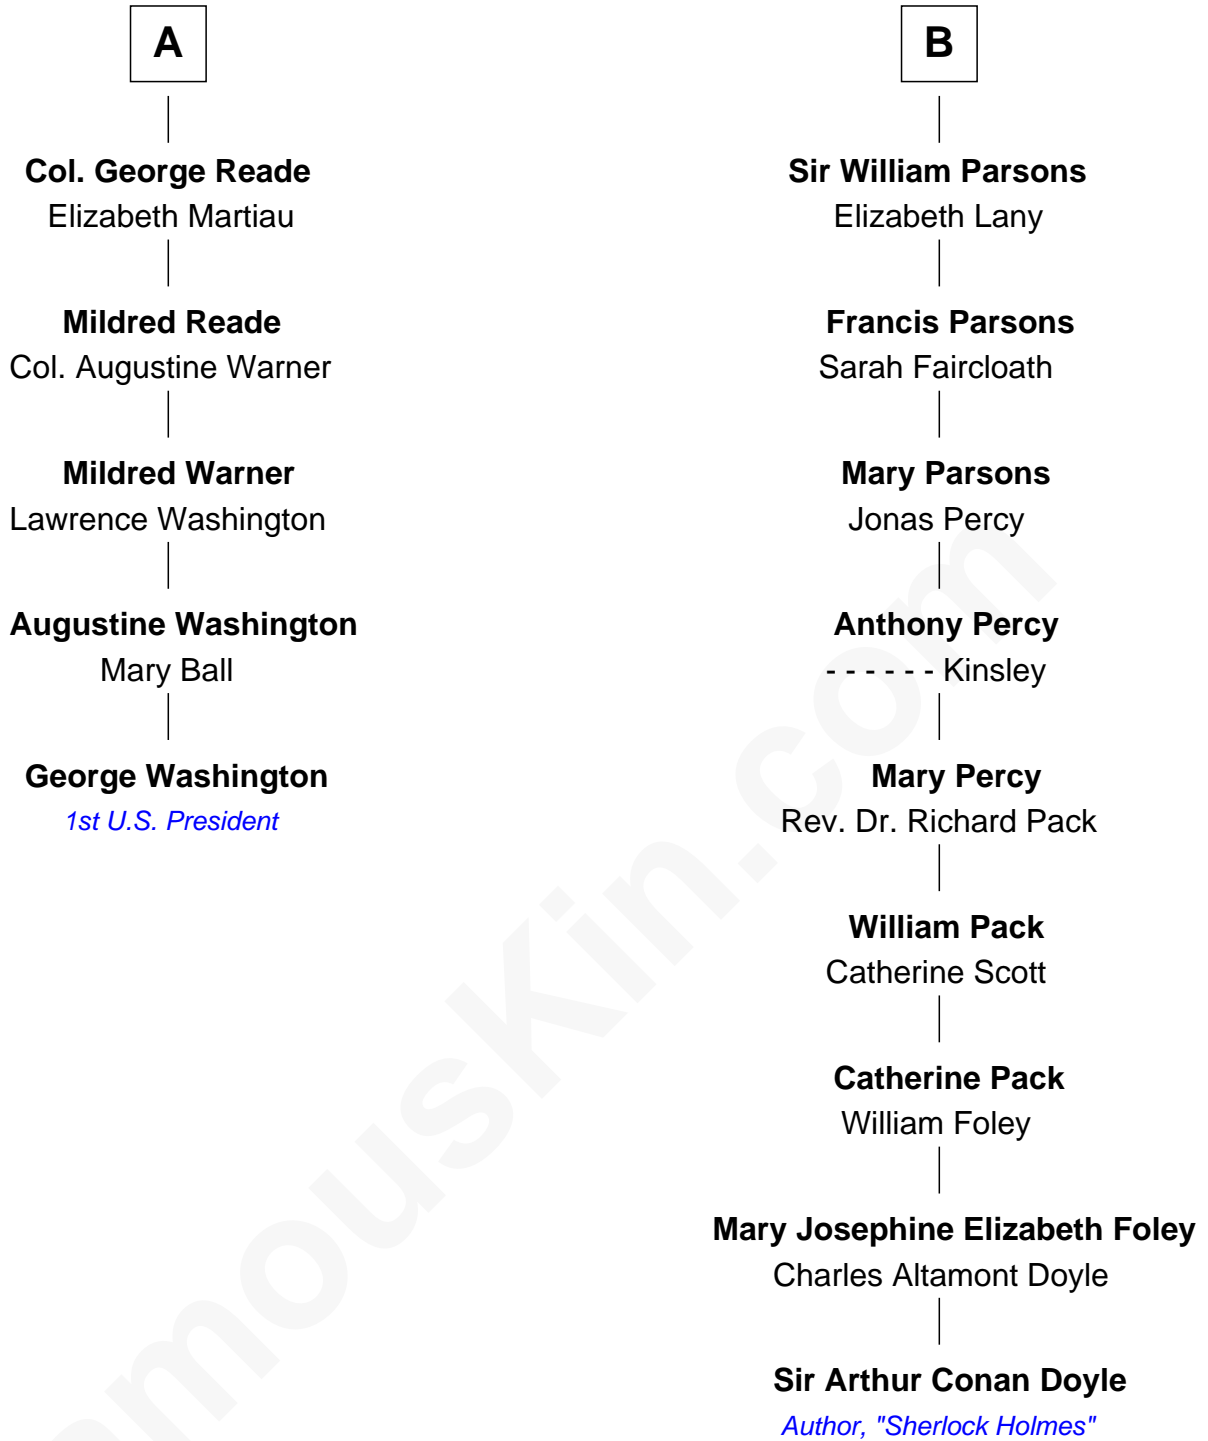 A
Col. George Reade
Elizabeth Martiau
Mildred Reade
Col. Augustine Warner
Mildred Warner
Lawrence Washington
Augustine Washington
Mary Ball
George Washington
1st U.S. President
B
Sir William Parsons
Elizabeth Lany
Francis Parsons
Sarah Faircloath
Mary Parsons
Jonas Percy
Anthony Percy
- - - - - - Kinsley
Mary Percy
Rev. Dr. Richard Pack
William Pack
Catherine Scott
Catherine Pack
William Foley
Mary Josephine Elizabeth Foley
Charles Altamont Doyle
Sir Arthur Conan Doyle
Author, "Sherlock Holmes"
amousKin.com